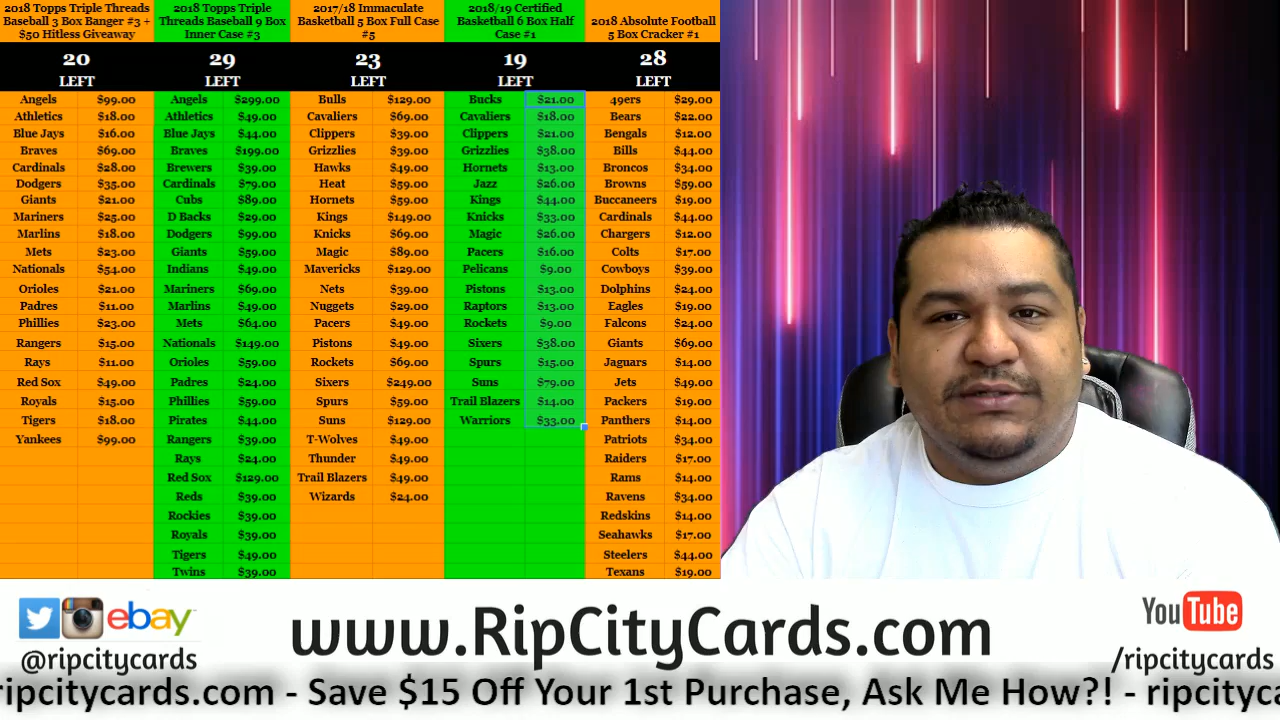 2018 Topps Triple Threads
Baseball 3 Box Banger #3 +
$50 Hitless Giveaway
20
LEFT
Angels $99.00
Athletics $18.00
Blue Jays $16.00
Braves $69.00
Cardinals $28.00
Dodgers $35.00
Giants $21.00
Mariners $25.00
Marlins $18.00
Mets $23.00
Nationals $54.00
Orioles $21.00
Padres $11.00
Phillies $23.00
Rangers $15.00
Rays $11.00
Red Sox $49.00
Royals $15.00
Tigers $18.00
Yankees $99.00
2018 Topps Triple
Threads Baseball 9 Box
Inner Case #3
29
LEFT
Angels $299.00
Athletics $49.00
Blue Jays $44.00
Braves $199.00
Brewers $39.00
Cardinals $79.00
Cubs $89.00
D Backs $29.00
Dodgers $99.00
Giants $59.00
Indians $49.00
Mariners $69.00
Marlins $49.00
Mets $64.00
Nationals $149.00
Orioles $59.00
Padres $24.00
Phillies $59.00
Pirates $44.00
Rangers $39.00
Rays $24.00
Red Sox $129.00
Reds $39.00
Rockies $39.00
Royals $39.00
Tigers $49.00
Twins $39.00
2017/18 Immaculate
Basketball 5 Box Full Case
#5
23
LEFT
Bulls $129.00
Cavaliers $69.00
Clippers $39.00
Grizzlies $39.00
Hawks $49.00
Heat $59.00
Hornets $59.00
Kings $149.00
Knicks $69.00
Magic $89.00
Mavericks $129.00
Nets $39.00
Nuggets $29.00
Pacers $49.00
Pistons $49.00
Rockets $69.00
Sixers $249.00
Spurs $59.00
Suns $129.00
T-Wolves $49.00
Thunder $49.00
Trail Blazers $49.00
Wizards $24.00
2018/19 Certified
Basketball 6 Box Half
Case #1
19
LEFT
Bucks $21.00
Cavaliers $18.00
Clippers $21.00
Grizzlies $38.00
Hornets $13.00
Jazz $26.00
Kings $44.00
Knicks $33.00
Magic $26.00
Pacers $16.00
Pelicans $9.00
Pistons $13.00
Raptors $13.00
Rockets $9.00
Sixers $38.00
Spurs $15.00
Suns $79.00
Trail Blazers $14.00
Warriors $33.00
2018 Absolute Football
5 Box Cracker #1
28
LEFT
49ers $29.00
Bears $22.00
Bengals $12.00
Bills $44.00
Broncos $34.00
Browns $59.00
Buccaneers $19.00
Cardinals $44.00
Chargers $12.00
Colts $17.00
Cowboys $39.00
Dolphins $24.00
Eagles $19.00
Falcons $24.00
Giants $69.00
Jaguars $14.00
Jets $49.00
Packers $19.00
Panthers $14.00
Patriots $34.00
Raiders $17.00
Rams $14.00
Ravens $34.00
Redskins $14.00
Seahawks $17.00
Steelers $44.00
Texans $19.00
ebay
@ripcitycards
www.RipCityCards.com
YouTube
/ripcitycards
ripcitycards.com - Save $15 Off Your 1st Purchase, Ask Me How?! - ripcityca